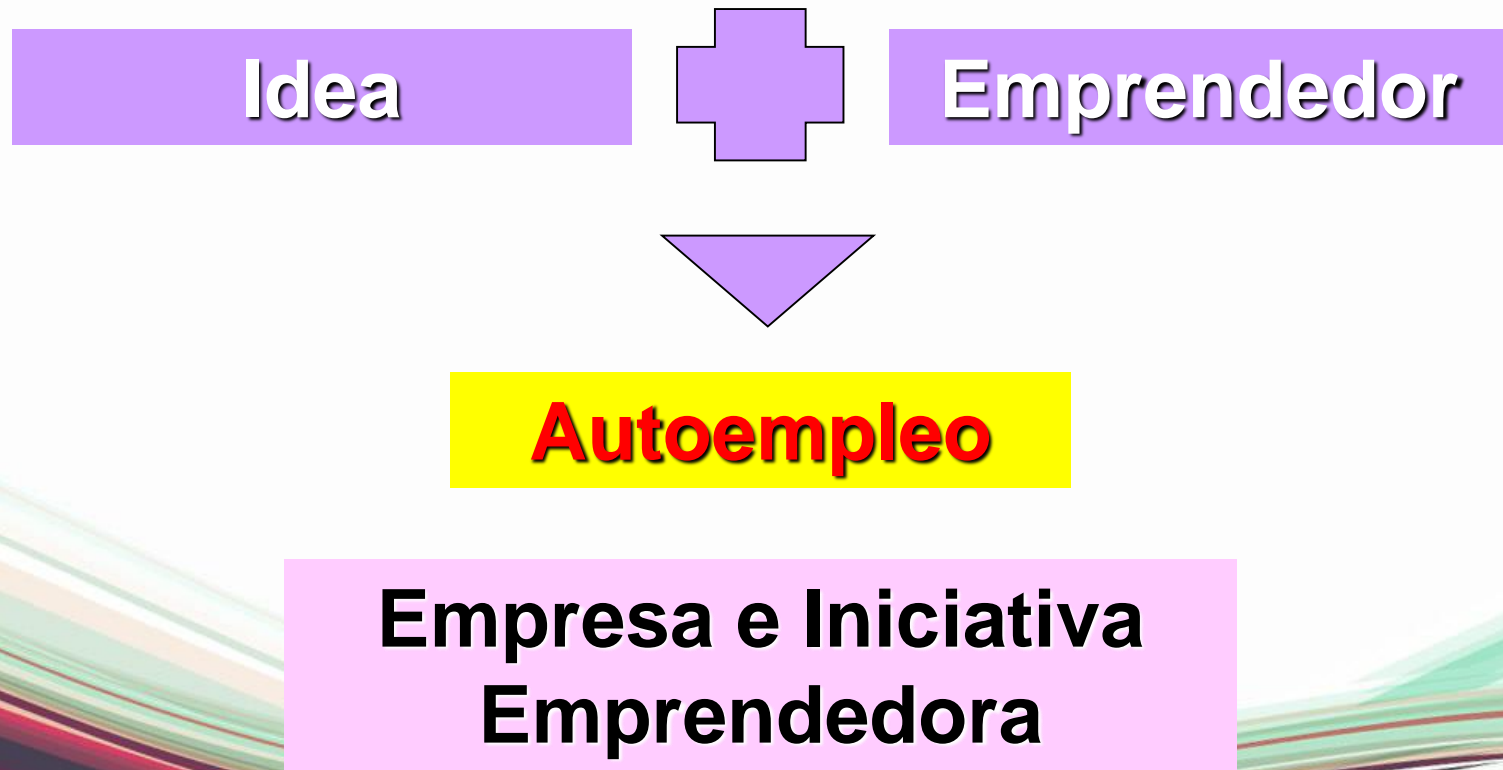 Idea
Emprendedor
Autoempleo
Empresa e Iniciativa
Emprendedora